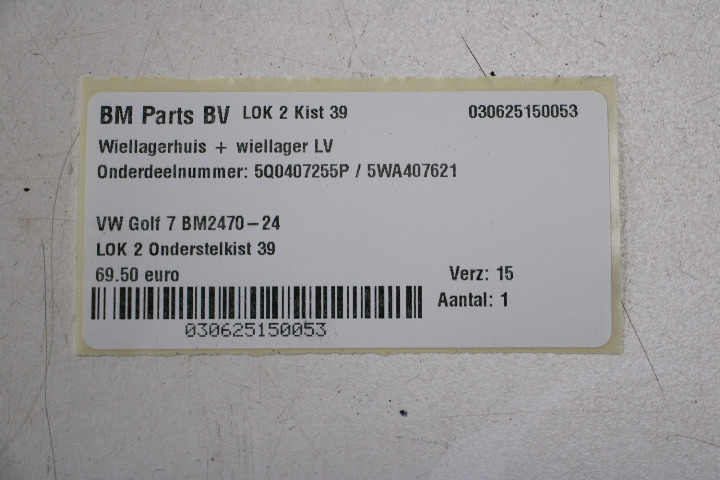 BM Parts BV LOK 2 Kist 39 030625150053
Wiellagerhuis + wiellager LV
Onderdeelnummer: 5Q0407255P / 5WA407621
VW Golf 7 BM2470-24
LOK 2 Onderstelkist 39
69.50 euro Verz: 15
Aantal: 1
030625150053